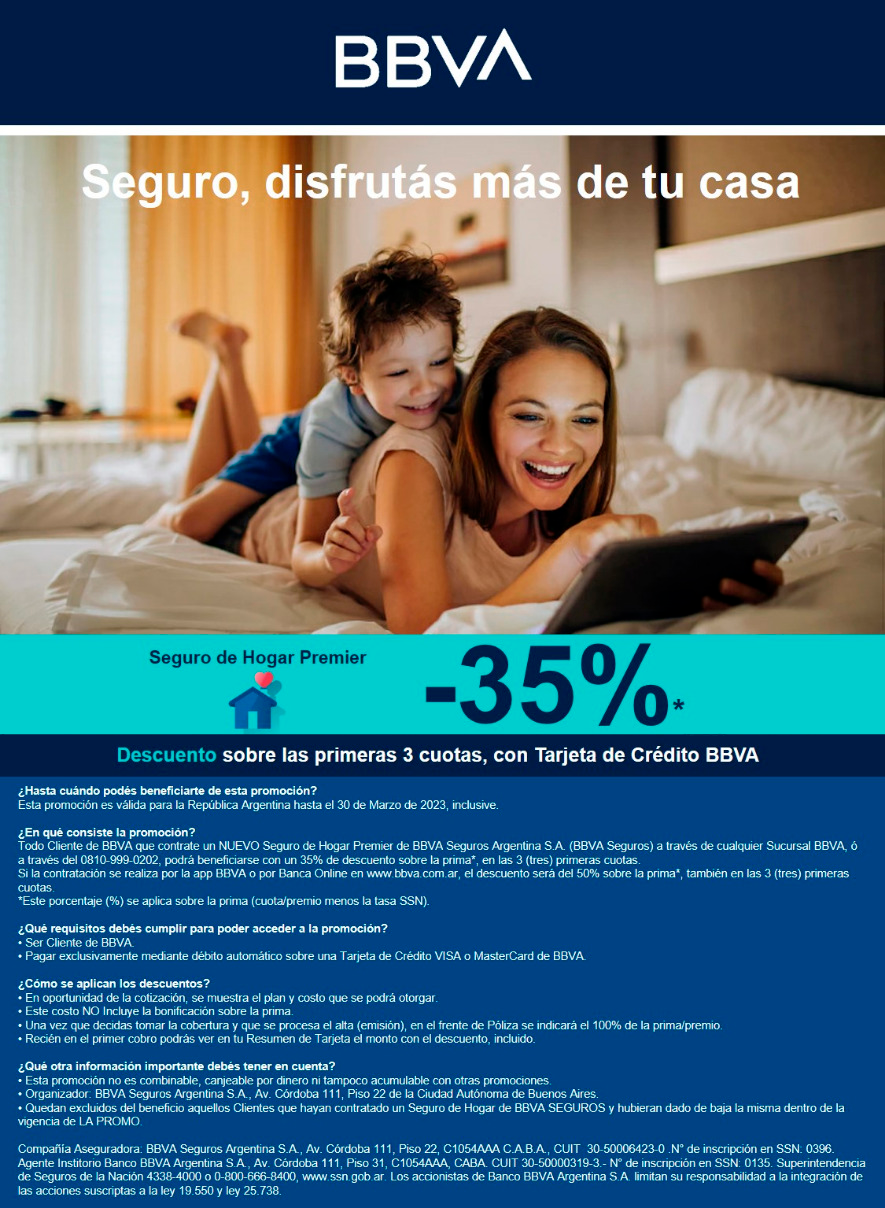 BBVA
Seguro, disfrutás más de tu casa
Seguro de Hogar Premier
-35%*
Descuento sobre las primeras 3 cuotas, con Tarjeta de Crédito BBVA
¿Hasta cuándo podés beneficiarte de esta promoción?
Esta promoción es válida para la República Argentina hasta el 30 de Marzo de 2023, inclusive.
¿En qué consiste la promoción?
Todo Cliente de BBVA que contrate un NUEVO Seguro de Hogar Premier de BBVA Seguros Argentina S.A. (BBVA Seguros) a través de cualquier Sucursal BBVA, ó
a través del 0810-999-0202, podrá beneficiarse con un 35% de descuento sobre la prima*, en las 3 (tres) primeras cuotas.
Si la contratación se realiza por la app BBVA o por Banca Online en www.bbva.com.ar, el descuento será del 50% sobre la prima*, también en las 3 (tres) primeras
cuotas.
*Este porcentaje (%) se aplica sobre la prima (cuota/premio menos la tasa SSN).
¿Qué requisitos debés cumplir para poder acceder a la promoción?
• Ser Cliente de BBVA.
• Pagar exclusivamente mediante débito automático sobre una Tarjeta de Crédito VISA o MasterCard de BBVA.
¿Cómo se aplican los descuentos?
• En oportunidad de la cotización, se muestra el plan y costo que se podrá otorgar.
• Este costo NO Incluye la bonificación sobre la prima.
• Una vez que decidas tomar la cobertura y que se procesa el alta (emisión), en el frente de Póliza se indicará el 100% de la prima/premio.
• Recién en el primer cobro podrás ver en tu Resumen de Tarjeta el monto con el descuento, incluido.
¿Qué otra información importante debés tener en cuenta?
• Esta promoción no es combinable, canjeable por dinero ni tampoco acumulable con otras promociones.
• Organizador: BBVA Seguros Argentina S.A., Av. Córdoba 111, Piso 22 de la Ciudad Autónoma de Buenos Aires.
• Quedan excluidos del beneficio aquellos Clientes que hayan contratado un Seguro de Hogar de BBVA SEGUROS y hubieran dado de baja la misma dentro de la
vigencia de LA PROMO.
Compañía Aseguradora: BBVA Seguros Argentina S.A., Av. Córdoba 111, Piso 22, C1054AAA C.A.B.A., CUIT 30-50006423-0 .N° de inscripción en SSN: 0396.
Agente Institorio Banco BBVA Argentina S.A., Av. Córdoba 111, Piso 31, C1054AAA, CABA. CUIT 30-50000319-3.- N° de inscripción en SSN: 0135. Superintendencia
de Seguros de la Nación 4338-4000 o 0-800-666-8400, www.ssn.gob.ar. Los accionistas de Banco BBVA Argentina S.A. limitan su responsabilidad a la integración de
las acciones suscriptas a la ley 19.550 y ley 25.738.